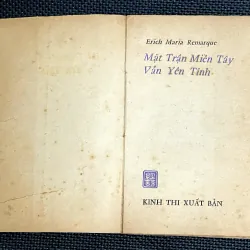 Erich Maria Remarque
Mặt Trận Miền Tây
Vẫn Yên Tĩnh
KINH THI XUẤT BẢN